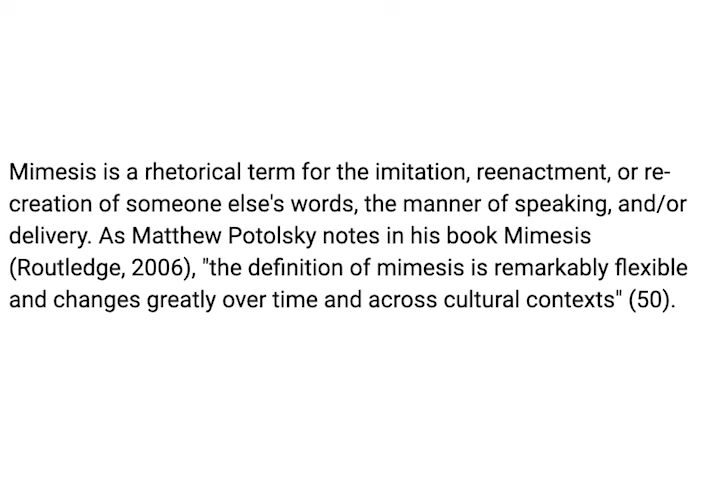 Mimesis is a rhetorical term for the imitation, reenactment, or re-
creation of someone else's words, the manner of speaking, and/or
delivery. As Matthew Potolsky notes in his book Mimesis
(Routledge, 2006), "the definition of mimesis is remarkably flexible
and changes greatly over time and across cultural contexts" (50).